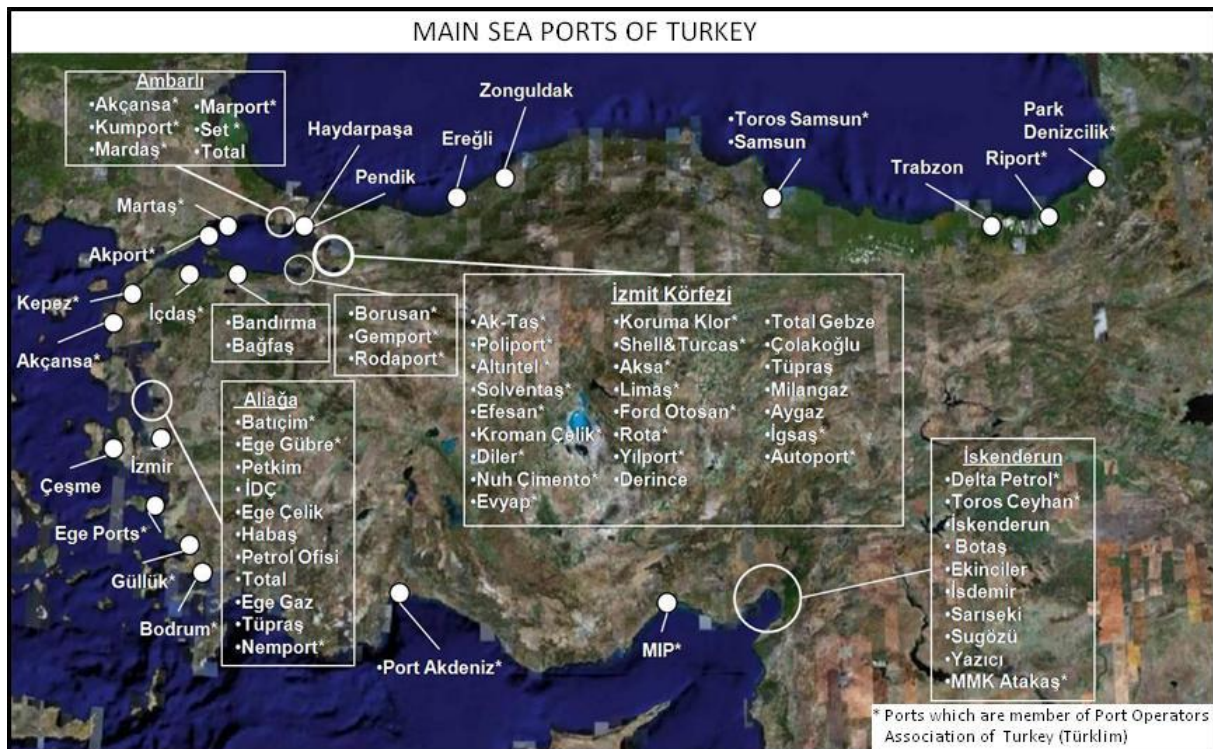 MAIN SEA PORTS OF TURKEY
Ambarlı
•Akçansa* •Marport*
•Kumport* •Set*
•Mardaş* •Total
Haydarpaşa
Pendik
Ereğli
Zonguldak
•Toros Samsun*
•Samsun
Trabzon
Riport*
Park
Denizcilik*
Martaş*
Akport*
Kepez*
İçdaş*
Akçansa*
•Bandırma
•Bağfaş
•Borusan*
•Gemport*
•Rodaport*
İzmit Körfezi
•Ak-Taş* •Koruma Klor* •Total Gebze
•Poliport* •Shell&Turcas* •Çolakoğlu
•Altıntel* •Aksa* •Tüpraş
•Solventaş* •Limaş* •Milangaz
•Efesan* •Ford Otosan* •Aygaz
•Kroman Çelik* •Rota* •İgsaş*
•Diler* •Yılport* •Autoport*
•Nuh Çimento* •Derince
•Evyap*
Aliağa
•Batıçim*
•Ege Gübre*
•Petkim
•İDÇ
•Ege Çelik
•Habaş
•Petrol Ofisi
•Total
•Ege Gaz
•Tüpraş
•Nemport*
İzmir
Çeşme
Ege Ports*
Güllük*
Bodrum*
•Port Akdeniz*
MIP*
İskenderun
•Delta Petrol*
•Toros Ceyhan*
•İskenderun
•Botaş
•Ekinciler
•İsdemir
•Sarıseki
•Sugözü
•Yazıcı
•MMK Atakaş*
* Ports which are member of Port Operators
Association of Turkey (Türklim)